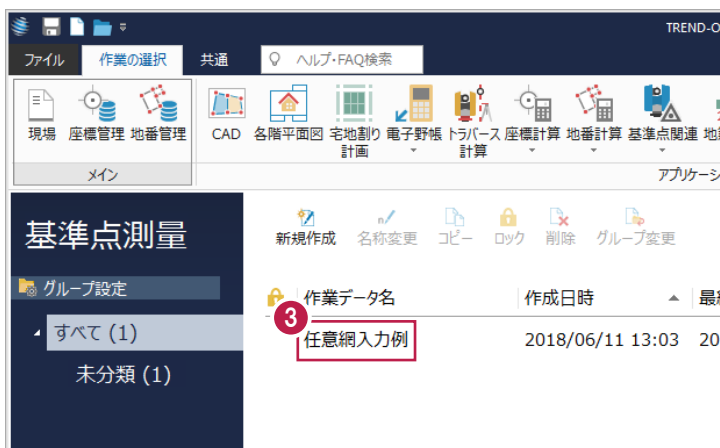 TREND-O
ファイル 作業の選択 共通 ヘルプ・FAQ検索
現場 座標管理 地番管理 CAD 各階平面図 宅地割り 電子野帳 トラバース 座標計算 地番計算 基準点関連
計画 計算
メイン アプリケーシ
基準点測量
新規作成 名称変更 コピー ロック 削除 グループ変更
グループ設定
作業データ名 作成日時 最終
3
すべて (1)
任意網入力例 2018/06/11 13:03 20
未分類 (1)